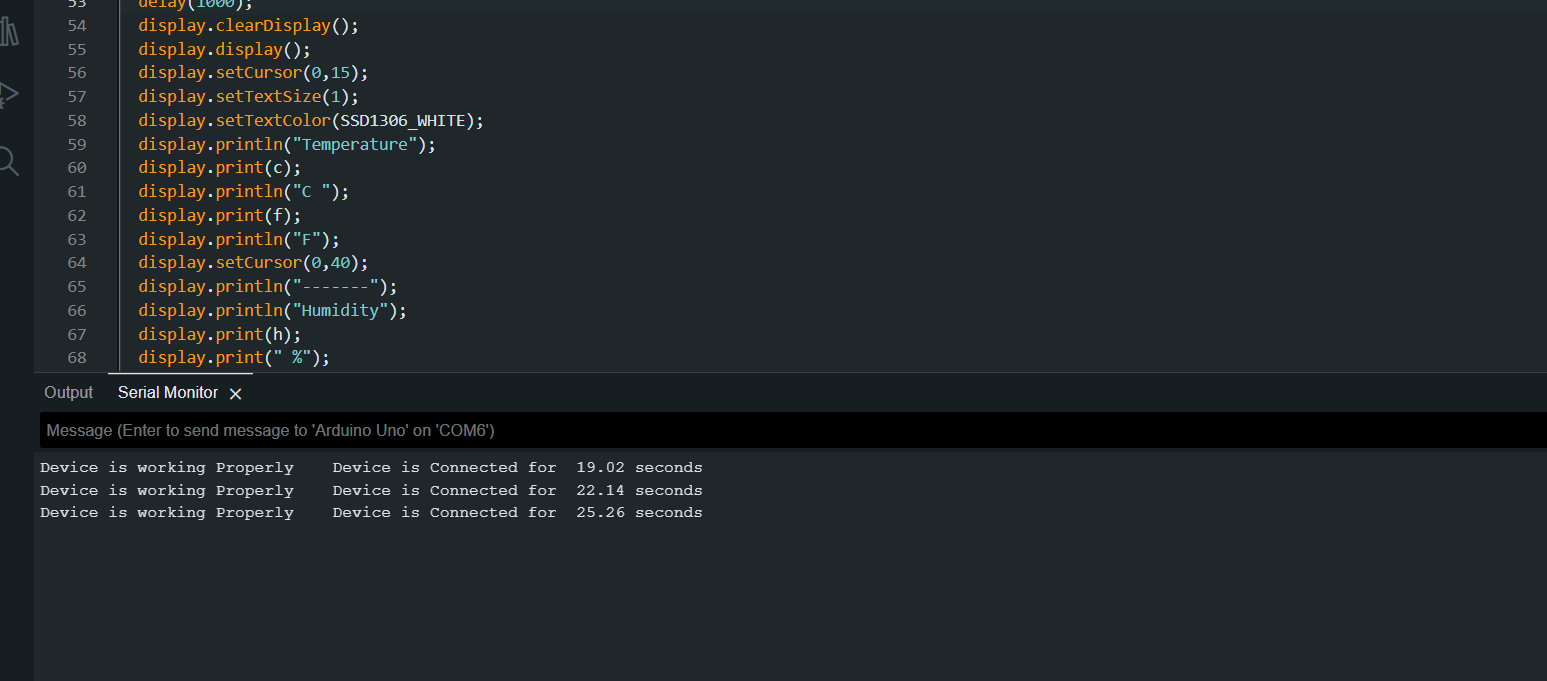 53 delay(1000);
54 display.clearDisplay();
55 display.display();
56 display.setCursor(0,15);
57 display.setTextSize(1);
58 display.setTextColor(SSD1306_WHITE);
59 display.println("Temperature");
60 display.print(c);
61 display.println("C ");
62 display.print(f);
63 display.println("F");
64 display.setCursor(0,40);
65 display.println("-------");
66 display.println("Humidity");
67 display.print(h);
68 display.print(" %");
Output Serial Monitor
Message (Enter to send message to 'Arduino Uno' on 'COM6')
Device is working Properly    Device is Connected for  19.02 seconds
Device is working Properly    Device is Connected for  22.14 seconds
Device is working Properly    Device is Connected for  25.26 seconds